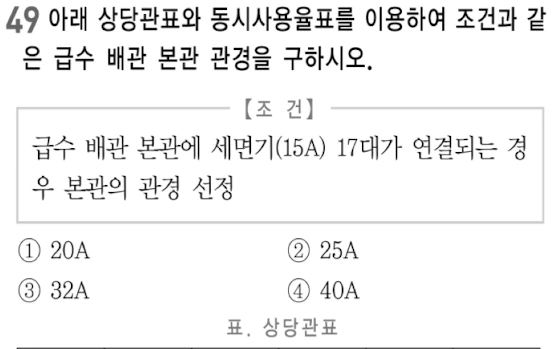 49 아래 상당관표와 동시사용율표를 이용하여 조건과 같
은 급수 배관 본관 관경을 구하시오.
【조 건】
급수 배관 본관에 세면기(15A) 17대가 연결되는 경
우 본관의 관경 선정
① 20A ② 25A
③ 32A ④ 40A
표. 상당관표